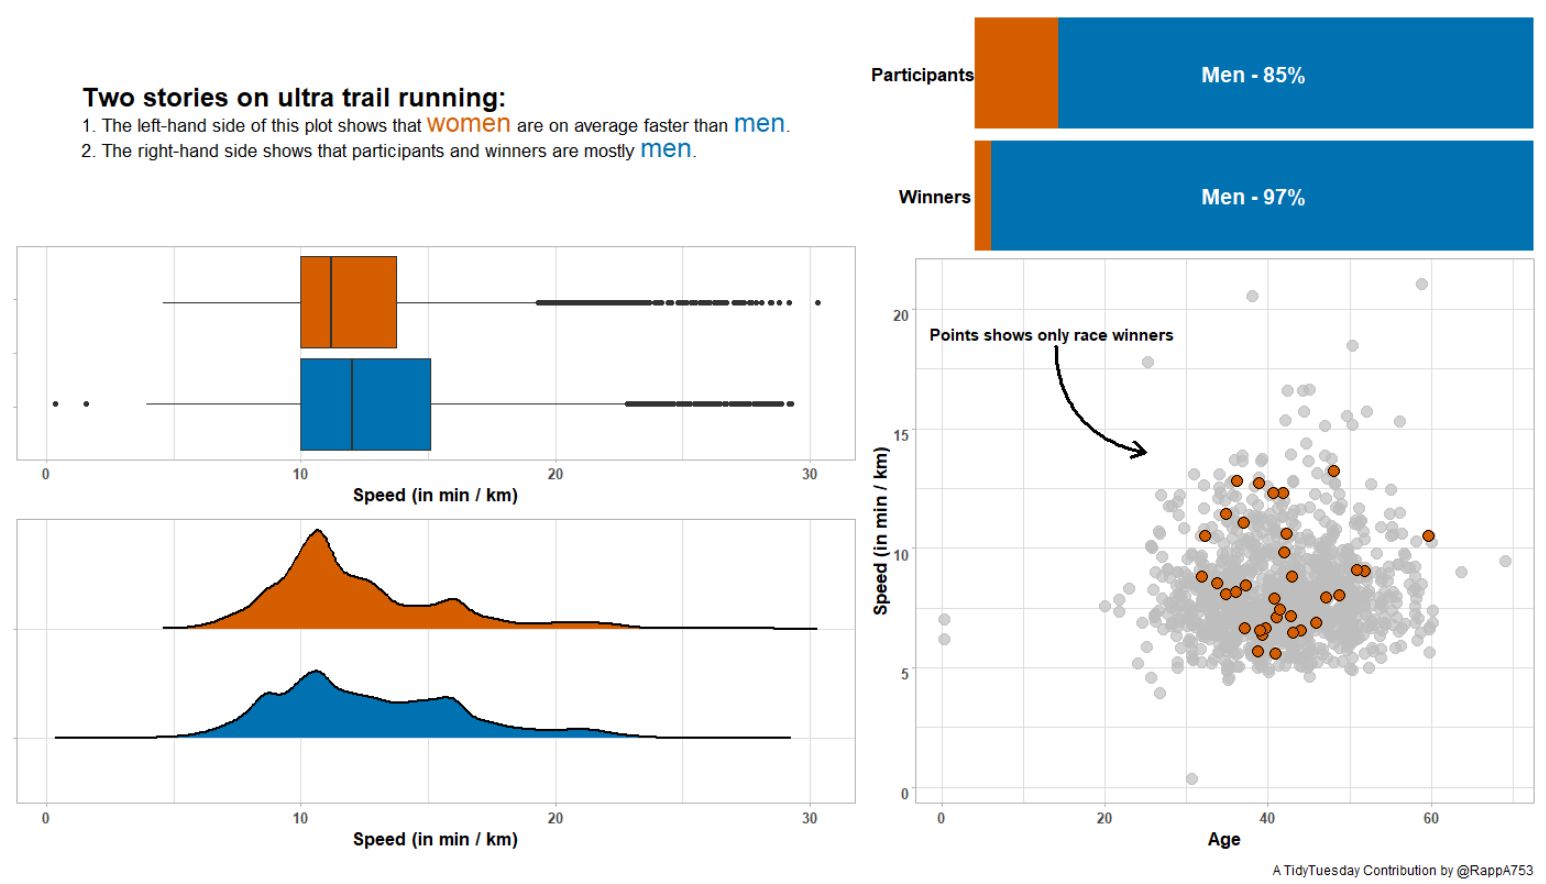 Two stories on ultra trail running:
1. The left-hand side of this plot shows that women are on average faster than men.
2. The right-hand side shows that participants and winners are mostly men.
Participants
Men - 85%
Winners
Men - 97%
0 10 20 30
Speed (in min / km)
0 10 20 30
Speed (in min / km)
Points shows only race winners
20
15
10
5
0
Speed (in min / km)
0 20 40 60
Age
A TidyTuesday Contribution by @RappA753